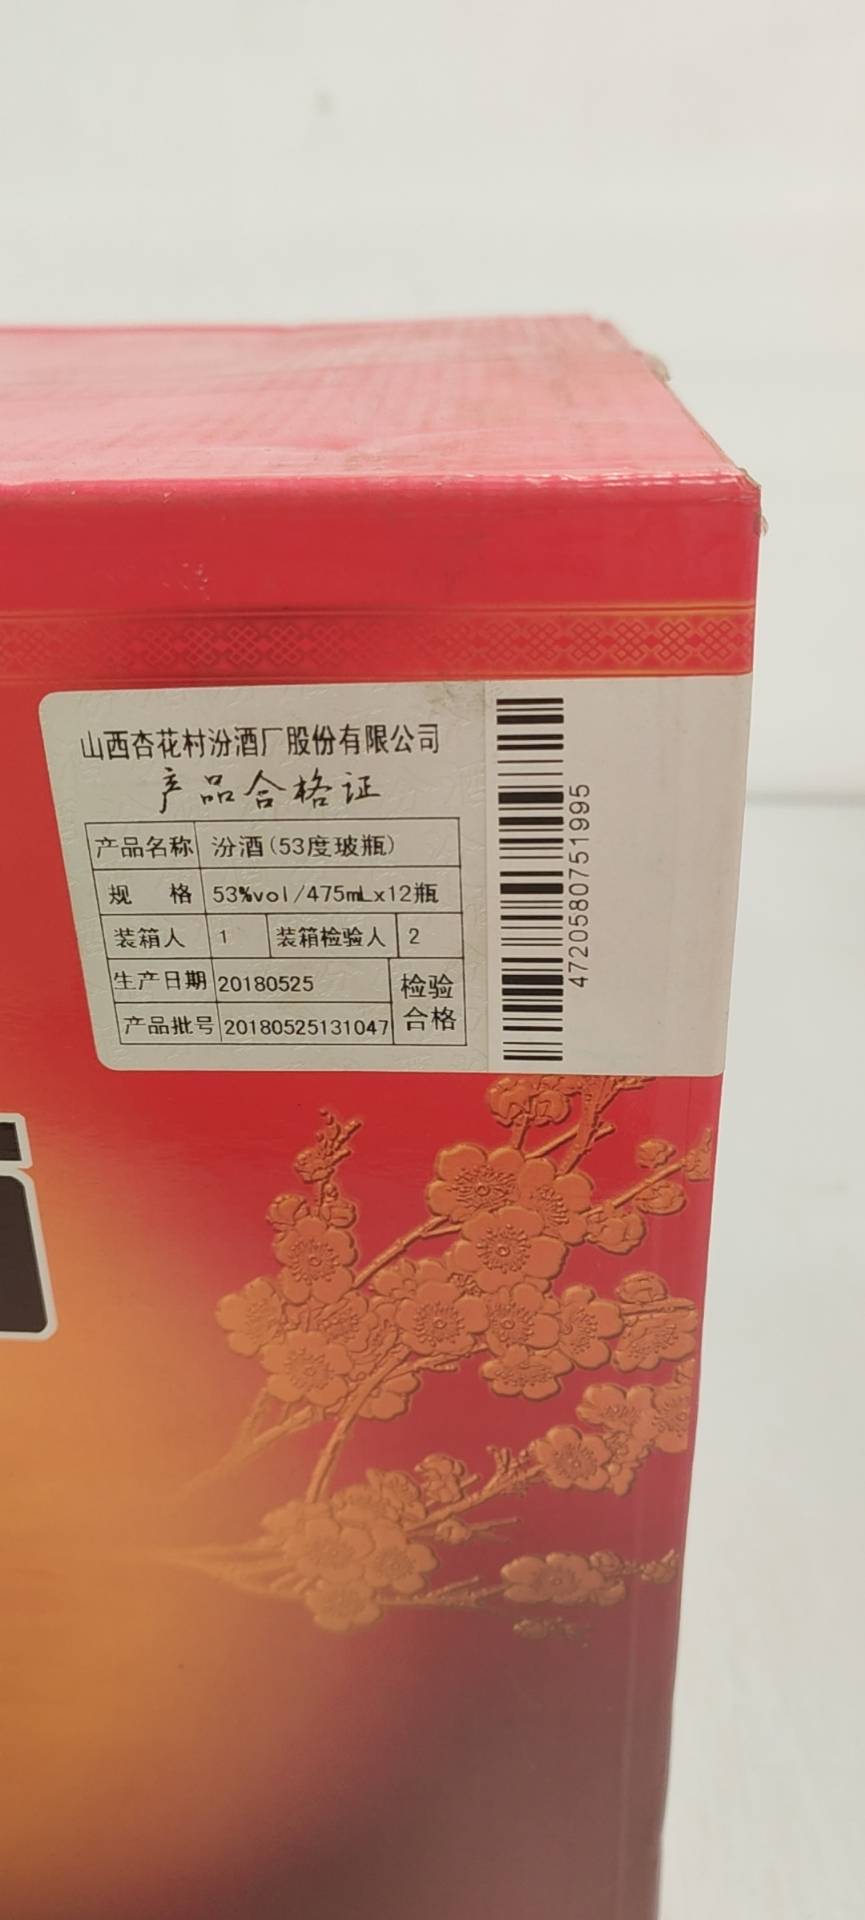 山西杏花村汾酒厂股份有限公司
产品合格证
产品名称 汾酒(53度玻瓶)
规 格 53%vol/475mLx12瓶
装箱人 1 装箱检验人 2
生产日期 20180525 检验
产品批号 20180525131047 合格
4720580751995